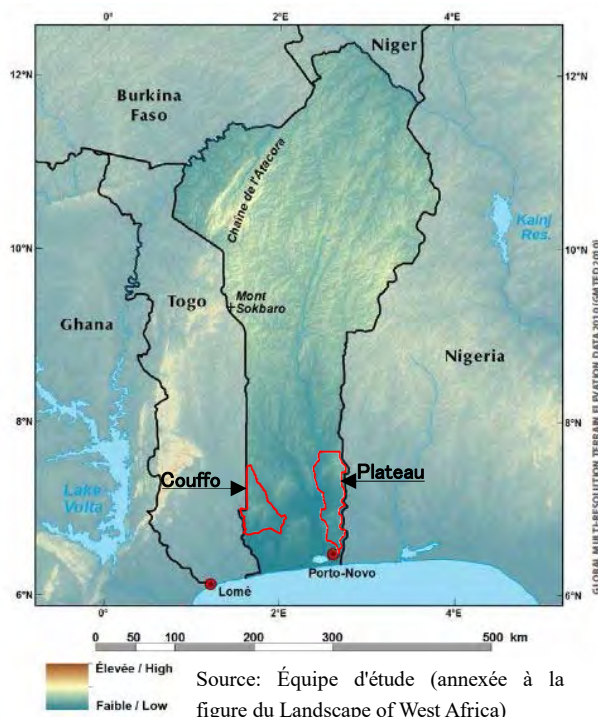 0° 2°E 4°E
Niger
12°N 12°N
Burkina
Faso
Chaîne de l'Atacora
Kainj
Res.
10°N 10°N
Togo
Mont
Sokbaro
Ghana
Nigeria
8°N 8°N
Couffo
Plateau
Lake
Volta
Porto-Novo
Lomé
6°N 6°N
0° 2°E 4°E
GLOBAL MULTI-RESOLUTION TERRAIN ELEVATION DATA 2010 (GMTED2010)
0 50 100 200 300 500 km
Élevée / High
Faible / Low
Source: Équipe d'étude (annexée à la
figure du Landscape of West Africa)